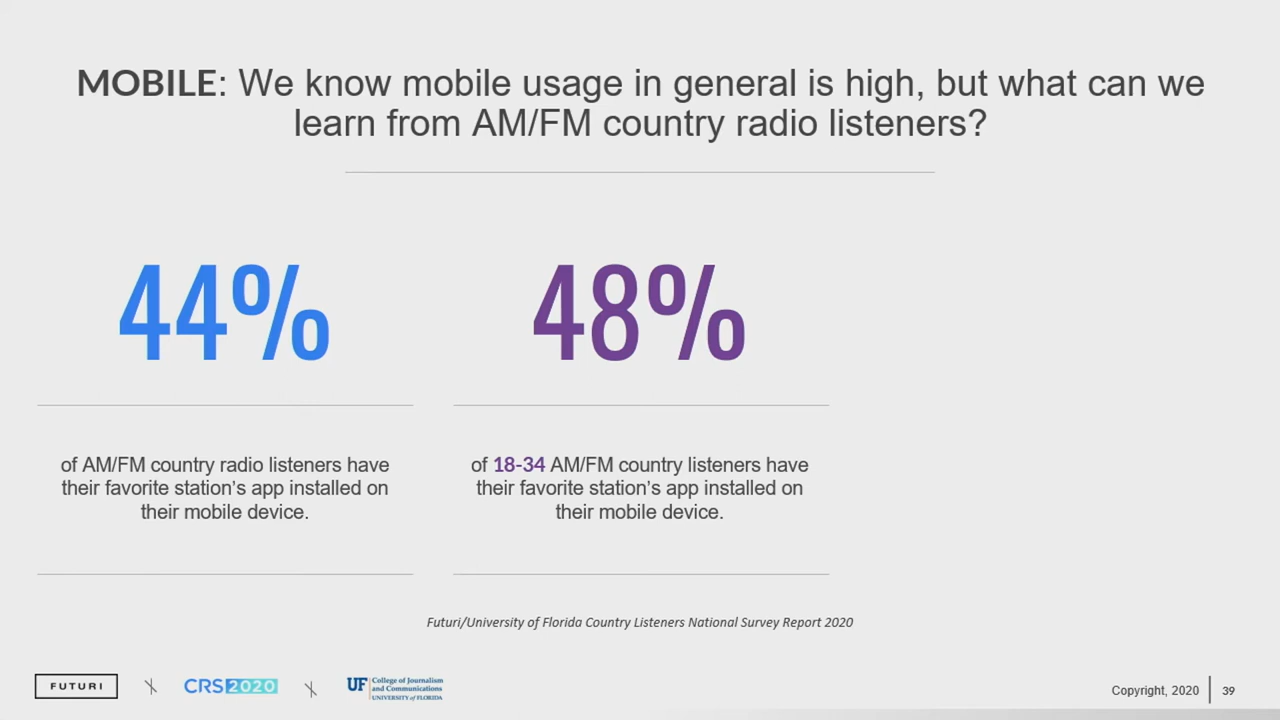 MOBILE: We know mobile usage in general is high, but what can we
learn from AM/FM country radio listeners?
44%
48%
of AM/FM country radio listeners have
their favorite station's app installed on
their mobile device.
of 18-34 AM/FM country listeners have
their favorite station's app installed on
their mobile device.
Futuri/University of Florida Country Listeners National Survey Report 2020
FUTURI
CRS2020
UF College of Journalism
and Communications
UNIVERSITY of FLORIDA
Copyright, 2020
39